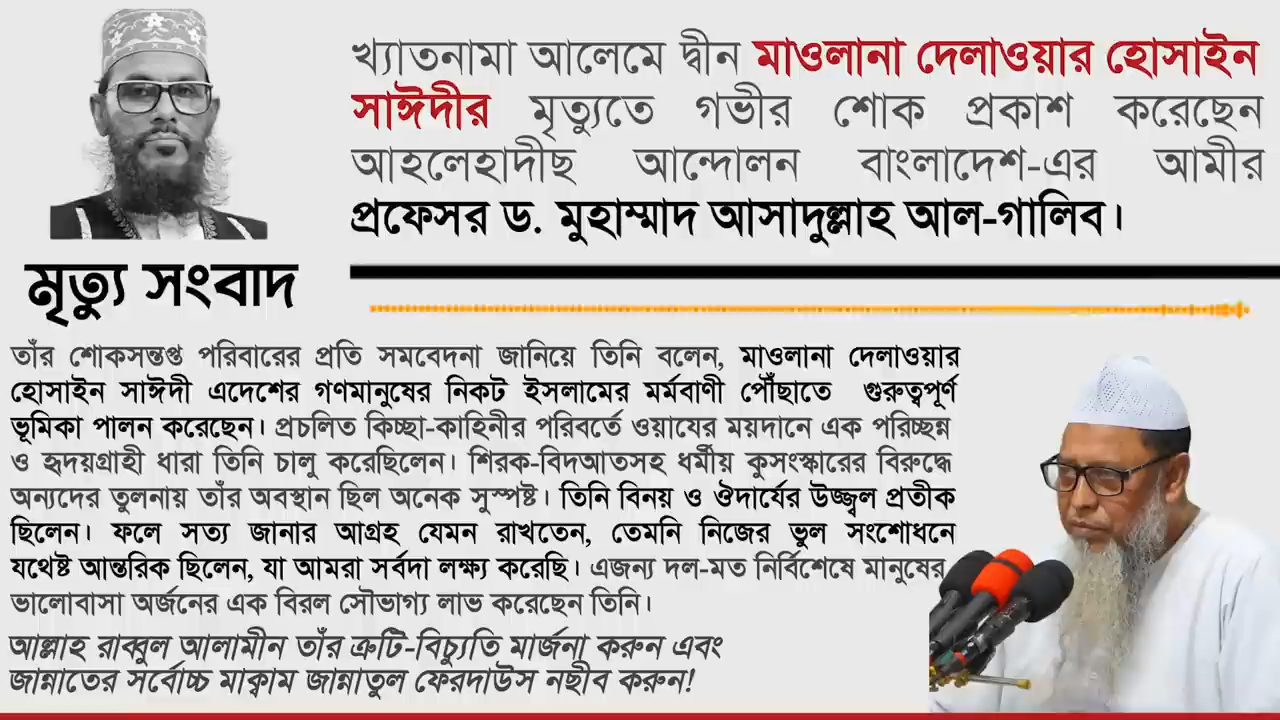 খ্যাতনামা আলেমে দ্বীন মাওলানা দেলাওয়ার হোসাইন
সাঈদীর মৃত্যুতে গভীর শোক প্রকাশ করেছেন
আহলেহাদীছ আন্দোলন বাংলাদেশ-এর আমীর
প্রফেসর ড. মুহাম্মাদ আসাদুল্লাহ আল-গালিব।
মৃত্যু সংবাদ
তাঁর শোকসন্তপ্ত পরিবারের প্রতি সমবেদনা জানিয়ে তিনি বলেন, মাওলানা দেলাওয়ার
হোসাইন সাঈদী এদেশের গণমানুষের নিকট ইসলামের মর্মবাণী পৌঁছাতে গুরুত্বপূর্ণ
ভূমিকা পালন করেছেন। প্রচলিত কিচ্ছা-কাহিনীর পরিবর্তে ওয়াযের ময়দানে এক পরিচ্ছন্ন
ও হৃদয়গ্রাহী ধারা তিনি চালু করেছিলেন। শিরক-বিদআতসহ ধর্মীয় কুসংস্কারের বিরুদ্ধে
অন্যদের তুলনায় তাঁর অবস্থান ছিল অনেক সুস্পষ্ট। তিনি বিনয় ও ঔদার্যের উজ্জ্বল প্রতীক
ছিলেন। ফলে সত্য জানার আগ্রহ যেমন রাখতেন, তেমনি নিজের ভুল সংশোধনে
যথেষ্ট আন্তরিক ছিলেন, যা আমরা সর্বদা লক্ষ্য করেছি। এজন্য দল-মত নির্বিশেষে মানুষের
ভালোবাসা অর্জনের এক বিরল সৌভাগ্য লাভ করেছেন তিনি।
আল্লাহ রাব্বুল আলামীন তাঁর ত্রুটি-বিচ্যুতি মার্জনা করুন এবং
জান্নাতের সর্বোচ্চ মাক্বাম জান্নাতুল ফেরদাউস নছীব করুন!